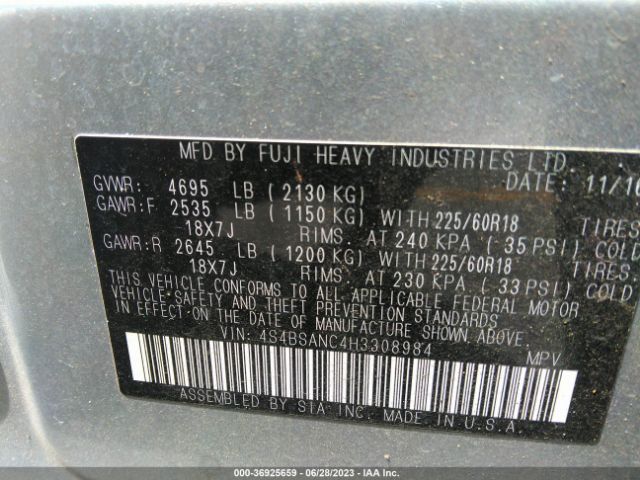 MFD BY FUJI HEAVY INDUSTRIES LTD.
DATE: 11/16
GVWR: 4695 LB ( 2130 KG)
GAWR:F 2535 LB ( 1150 KG) WITH 225/60R18 TIRES
18X7J RIMS. AT 240 KPA ( 35 PSI) COLD
GAWR:R 2645 LB ( 1200 KG) WITH 225/60R18 TIRES
18X7J RIMS. AT 230 KPA ( 33 PSI) COLD
THIS VEHICLE CONFORMS TO ALL APPLICABLE FEDERAL MOTOR
VEHICLE SAFETY AND THEFT PREVENTION STANDARDS
IN EFFECT ON THE DATE OF MANUFACTURE SHOWN ABOVE.
VIN: 4S4BSANC4H3308984 MPV
ASSEMBLED BY SIA INC. MADE IN U.S.A.
000-36925659 - 06/28/2023 - IAA Inc.